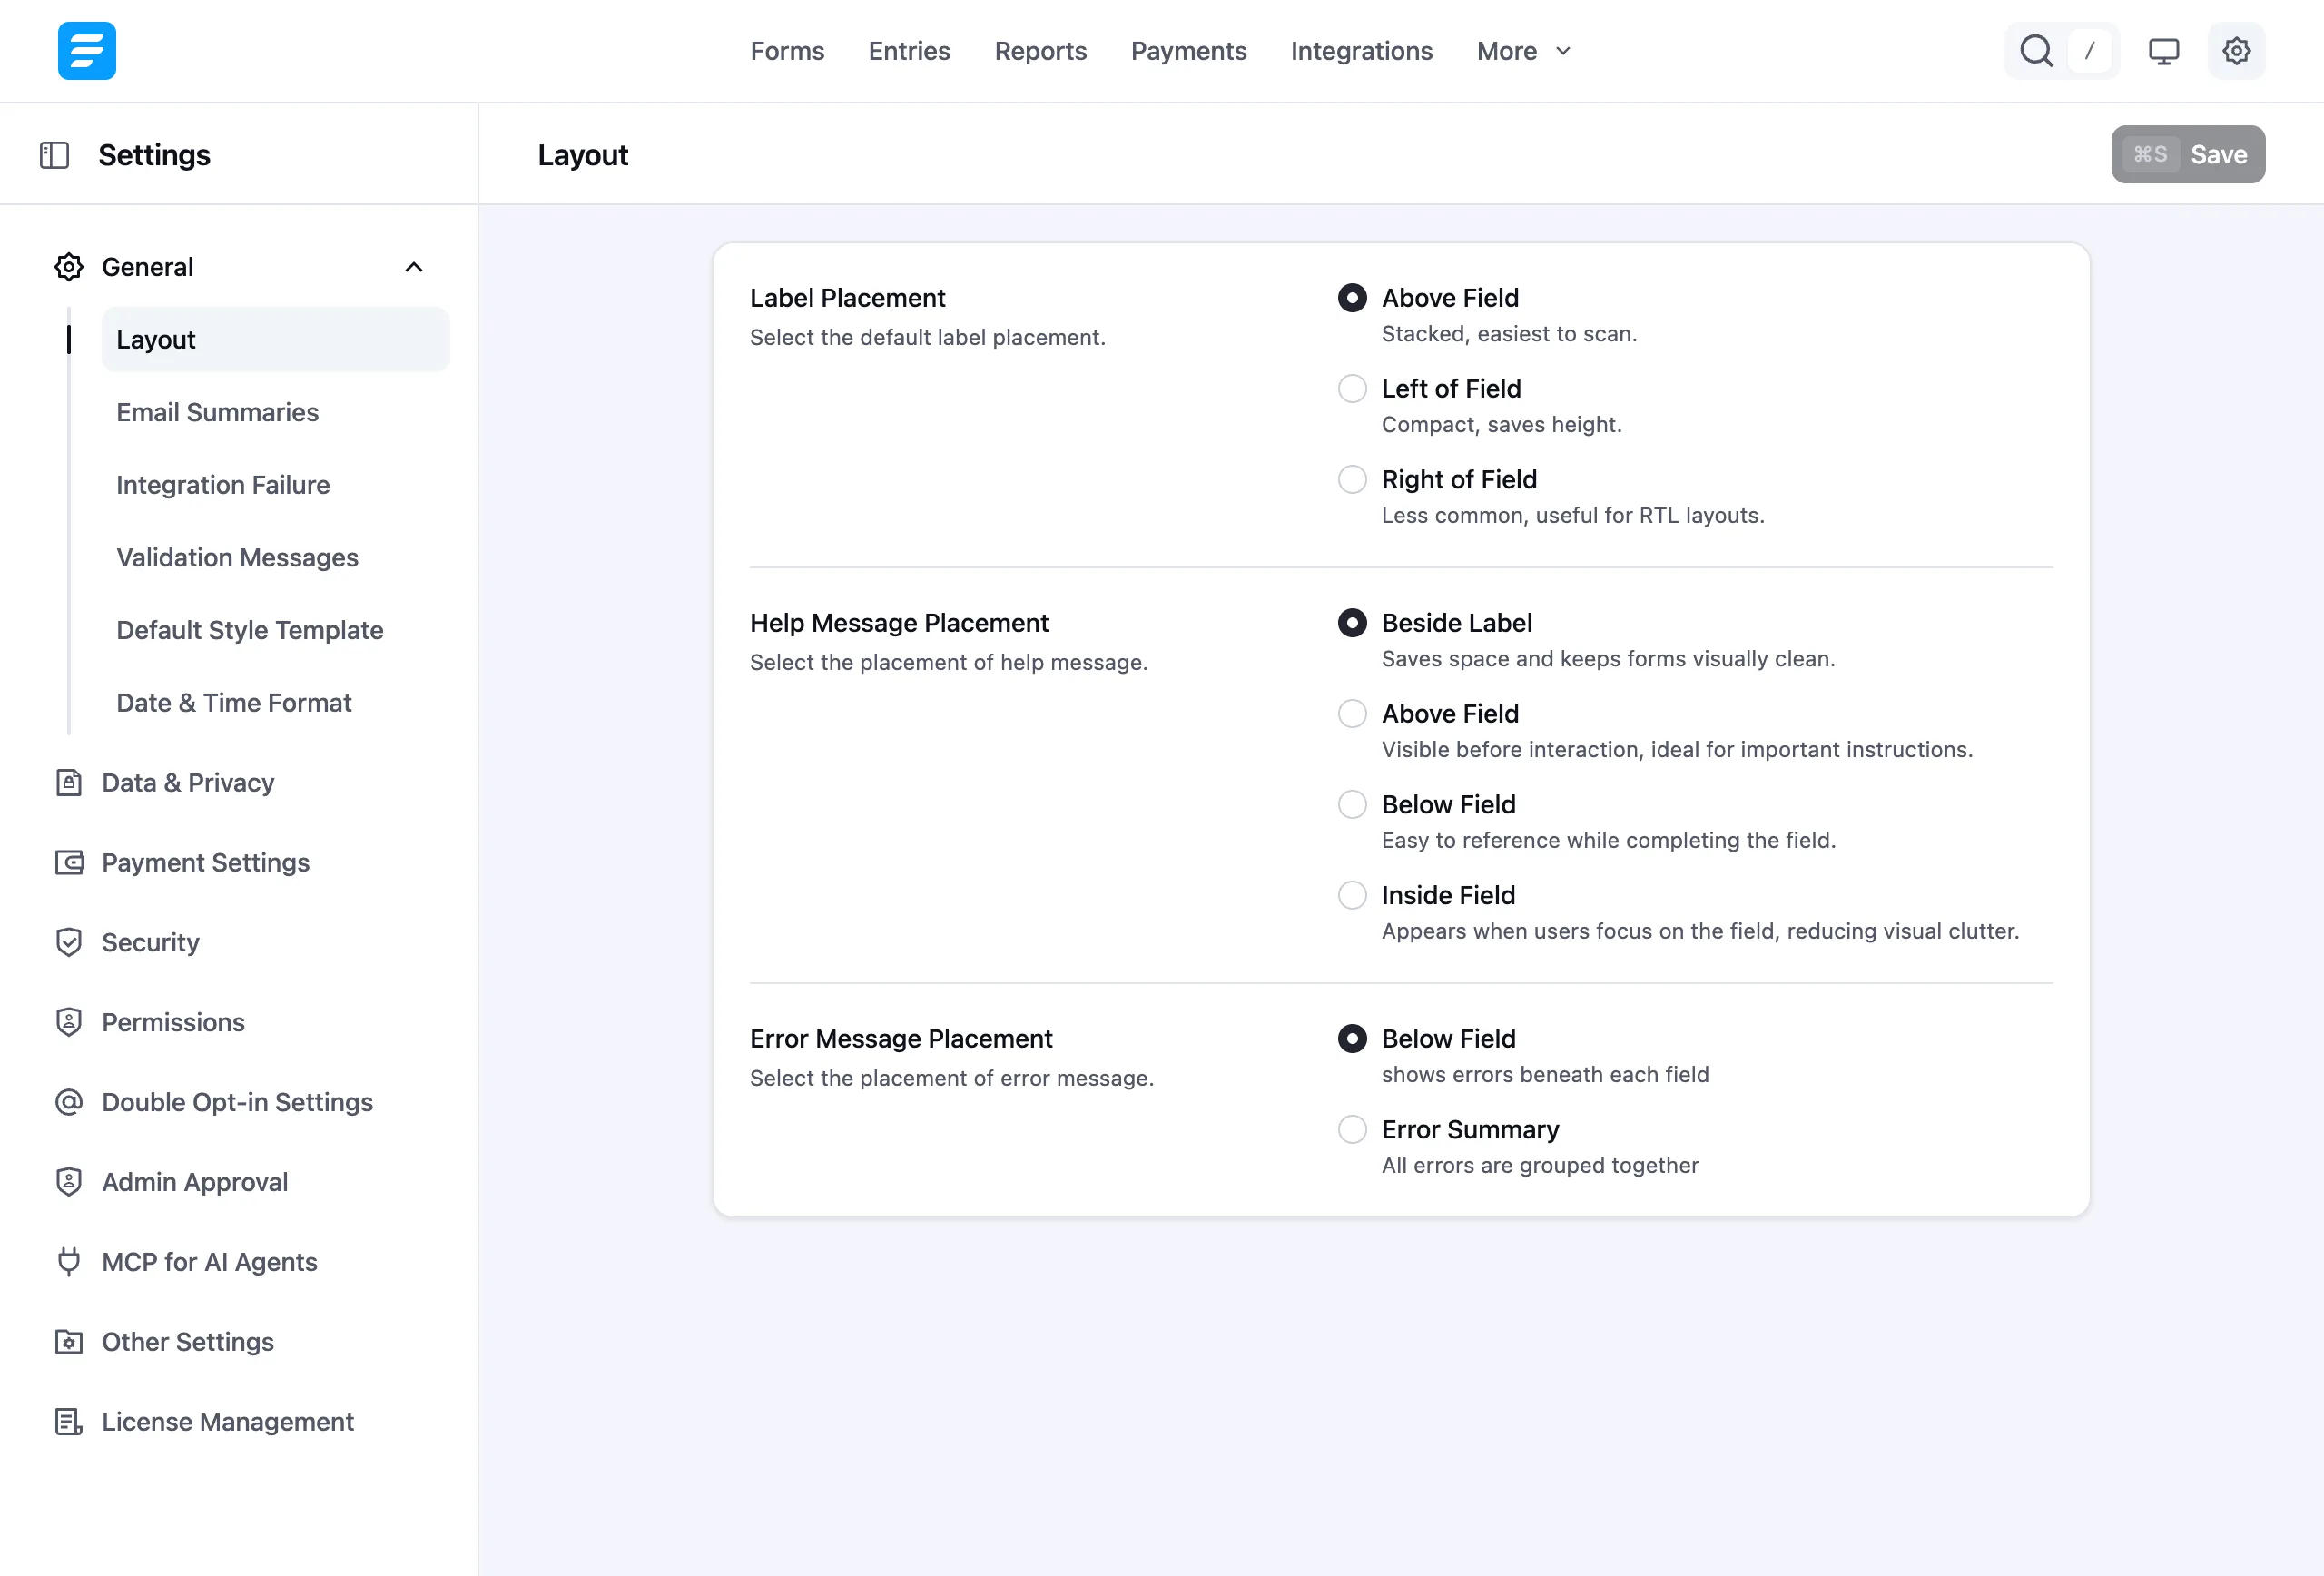 Forms Entries Reports Payments Integrations More /
Settings
Layout
⌘S Save
General
Layout
Email Summaries
Integration Failure
Validation Messages
Default Style Template
Date & Time Format
Data & Privacy
Payment Settings
Security
Permissions
Double Opt-in Settings
Admin Approval
MCP for AI Agents
Other Settings
License Management
Label Placement
Select the default label placement.
Above Field
Stacked, easiest to scan.
Left of Field
Compact, saves height.
Right of Field
Less common, useful for RTL layouts.
Help Message Placement
Select the placement of help message.
Beside Label
Saves space and keeps forms visually clean.
Above Field
Visible before interaction, ideal for important instructions.
Below Field
Easy to reference while completing the field.
Inside Field
Appears when users focus on the field, reducing visual clutter.
Error Message Placement
Select the placement of error message.
Below Field
shows errors beneath each field
Error Summary
All errors are grouped together